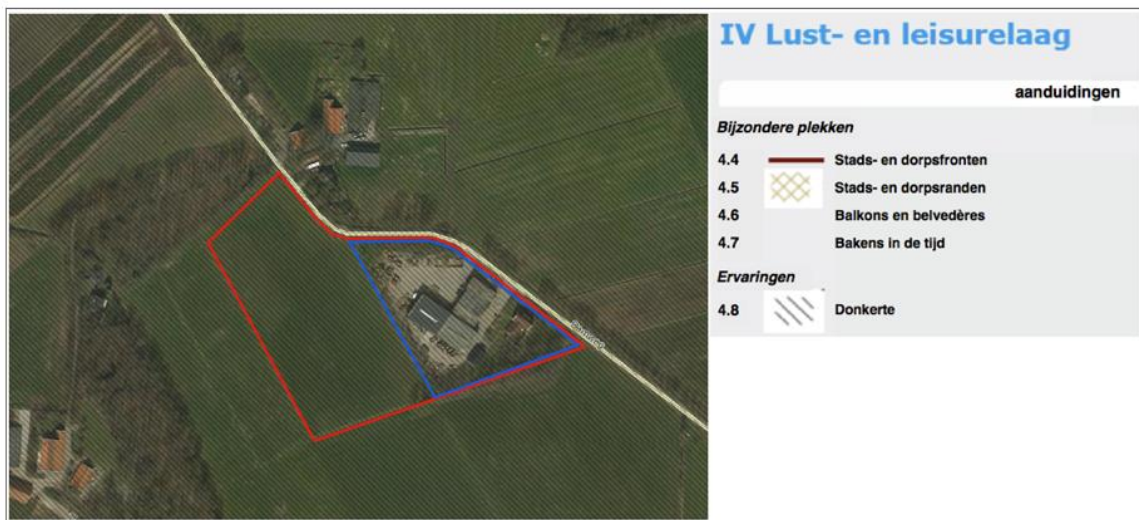 IV Lust- en leisurelaag
aanduidingen
Bijzondere plekken
4.4 Stads- en dorpsfronten
4.5 Stads- en dorpsranden
4.6 Balkons en belvedères
4.7 Bakens in de tijd
Ervaringen
4.8 Donkerte